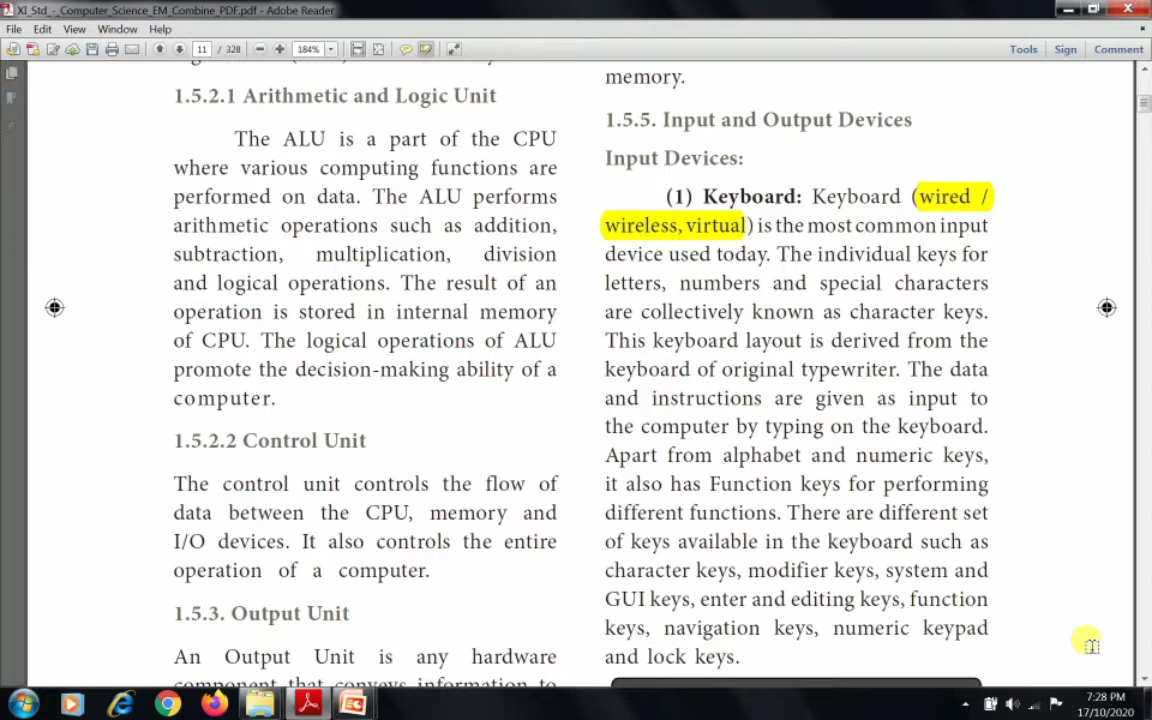 XI_Std_-_Computer_Science_EM_Combine_PDF.pdf - Adobe Reader
File Edit View Window Help
11 / 328 184% Tools Sign Comment
1.5.2.1 Arithmetic and Logic Unit
The ALU is a part of the CPU
where various computing functions are
performed on data. The ALU performs
arithmetic operations such as addition,
subtraction, multiplication, division
and logical operations. The result of an
operation is stored in internal memory
of CPU. The logical operations of ALU
promote the decision-making ability of a
computer.
1.5.2.2 Control Unit
The control unit controls the flow of
data between the CPU, memory and
I/O devices. It also controls the entire
operation of a computer.
1.5.3. Output Unit
An Output Unit is any hardware
component that conveys information to
memory.
1.5.5. Input and Output Devices
Input Devices:
(1) Keyboard: Keyboard (wired /
wireless, virtual) is the most common input
device used today. The individual keys for
letters, numbers and special characters
are collectively known as character keys.
This keyboard layout is derived from the
keyboard of original typewriter. The data
and instructions are given as input to
the computer by typing on the keyboard.
Apart from alphabet and numeric keys,
it also has Function keys for performing
different functions. There are different set
of keys available in the keyboard such as
character keys, modifier keys, system and
GUI keys, enter and editing keys, function
keys, navigation keys, numeric keypad
and lock keys.
7:28 PM
17/10/2020